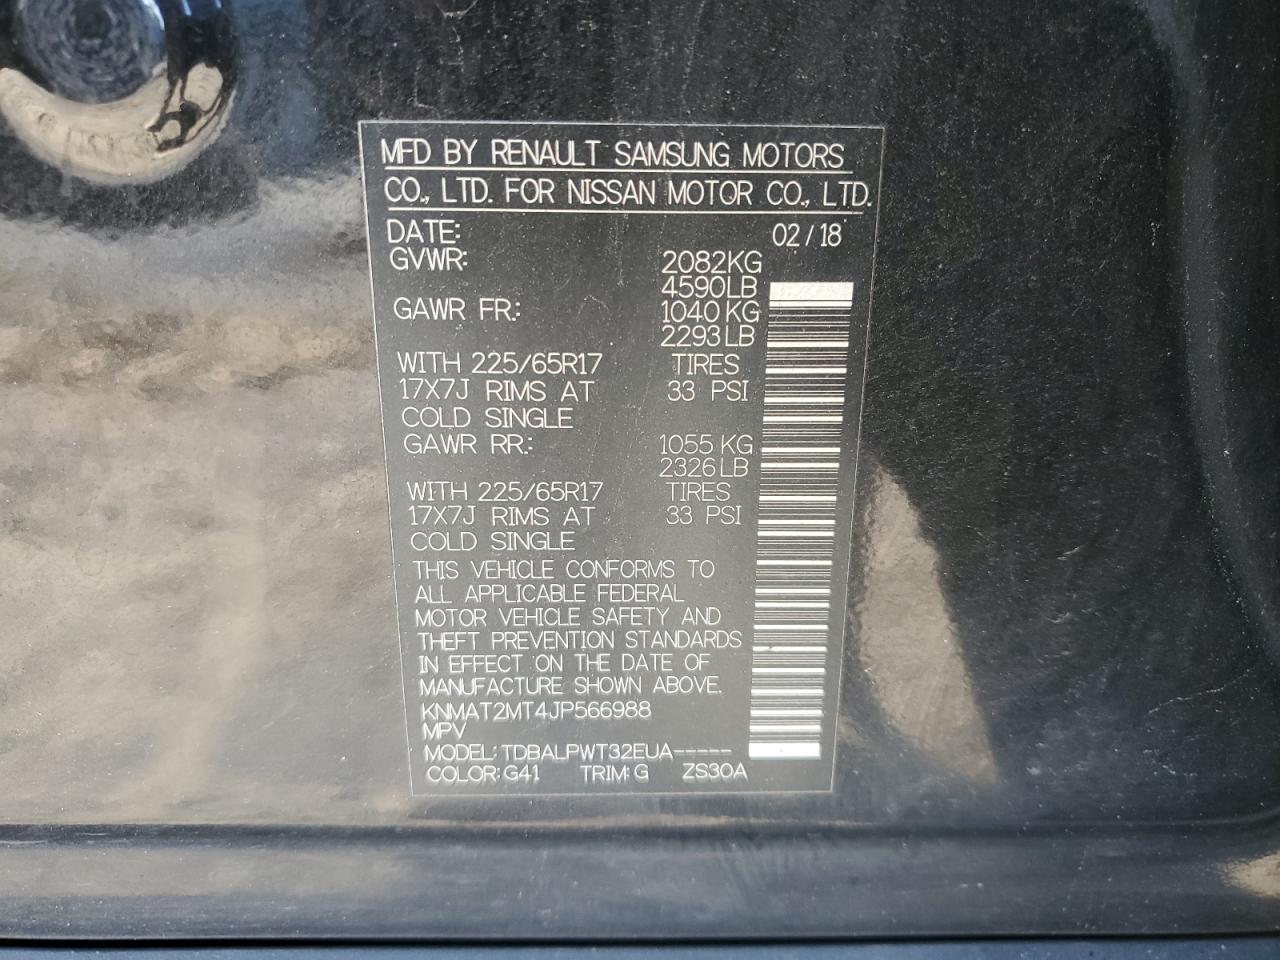 MFD BY RENAULT SAMSUNG MOTORS
CO., LTD. FOR NISSAN MOTOR CO., LTD.
DATE: 02/18
GVWR: 2082KG
4590LB
GAWR FR.: 1040 KG
2293 LB
WITH 225/65R17 TIRES
17X7J RIMS AT 33 PSI
COLD SINGLE
GAWR RR.: 1055 KG
2326 LB
WITH 225/65R17 TIRES
17X7J RIMS AT 33 PSI
COLD SINGLE
THIS VEHICLE CONFORMS TO
ALL APPLICABLE FEDERAL
MOTOR VEHICLE SAFETY AND
THEFT PREVENTION STANDARDS
IN EFFECT ON THE DATE OF
MANUFACTURE SHOWN ABOVE.
KNMAT2MT4JP566988
MPV
MODEL: TDBALPWT32EUA-----
COLOR: G41 TRIM: G ZS30A